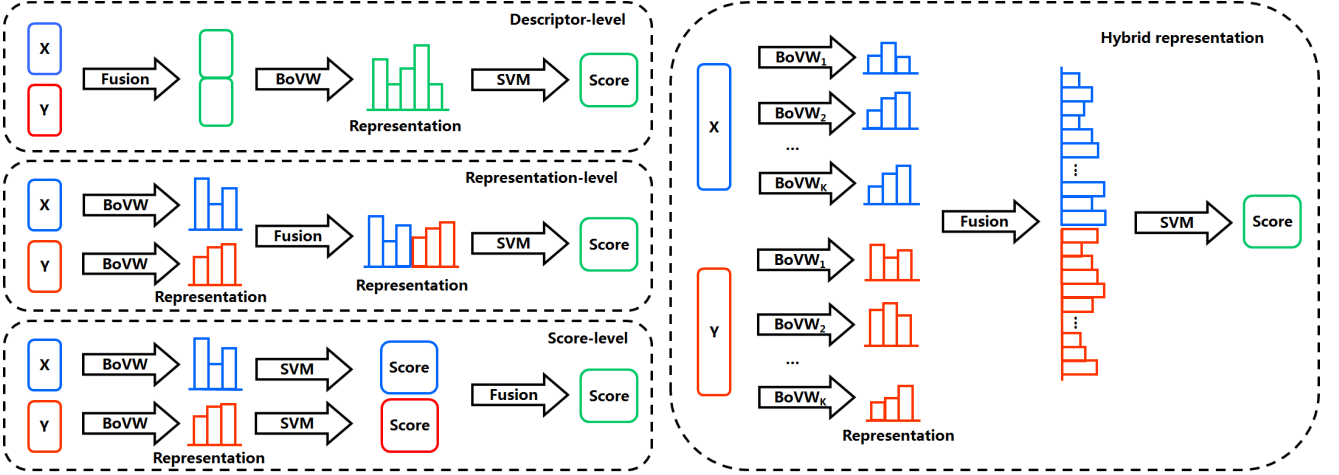 Descriptor-level
X
Y
Fusion
BoVW
Representation
SVM
Score
Representation-level
X
BoVW
Y
BoVW
Representation
Fusion
Representation
SVM
Score
Score-level
X
BoVW
SVM
Score
Y
BoVW
Representation
SVM
Score
Fusion
Score
Hybrid representation
X
BoVW1
BoVW2
...
BoVWK
Y
BoVW1
BoVW2
...
BoVWK
Representation
Fusion
...
...
SVM
Score